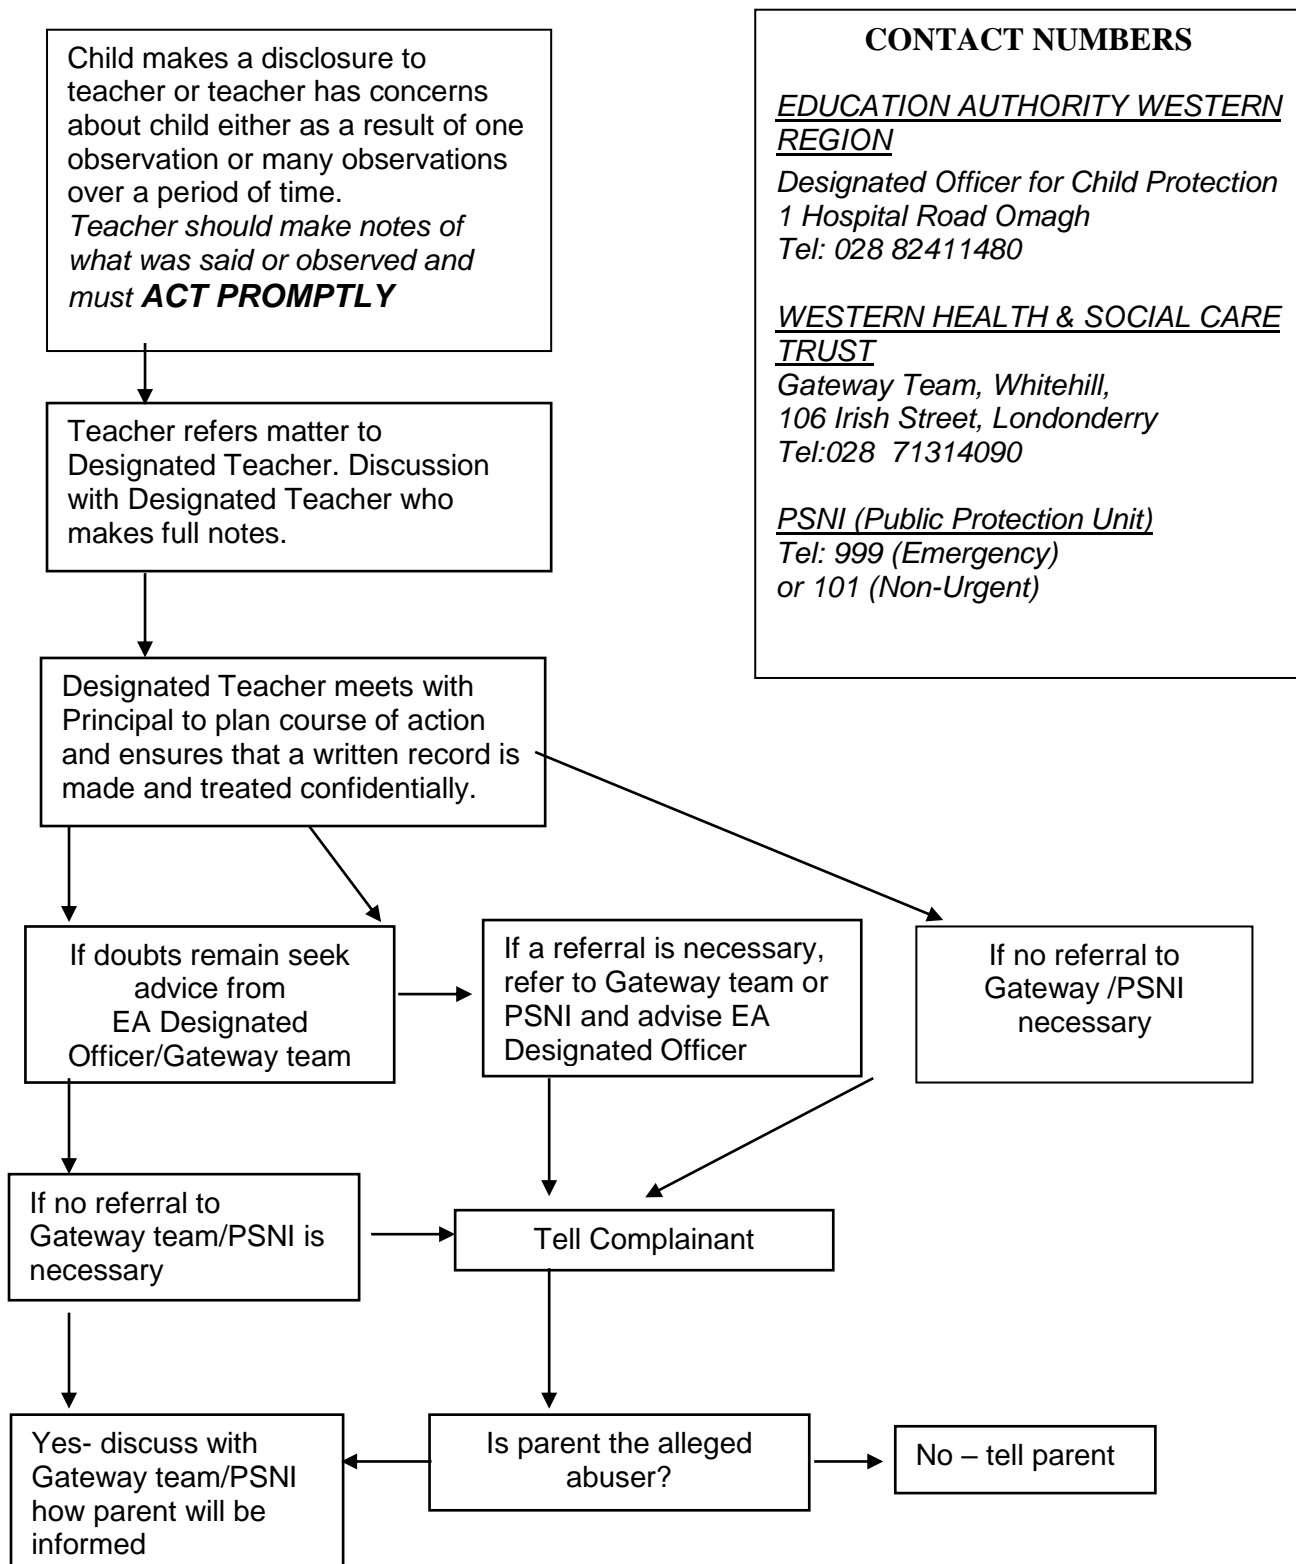 Child makes a disclosure to
teacher or teacher has concerns
about child either as a result of one
observation or many observations
over a period of time.
Teacher should make notes of
what was said or observed and
must ACT PROMPTLY
CONTACT NUMBERS
EDUCATION AUTHORITY WESTERN
REGION
Designated Officer for Child Protection
1 Hospital Road Omagh
Tel: 028 82411480
WESTERN HEALTH & SOCIAL CARE
TRUST
Gateway Team, Whitehill,
106 Irish Street, Londonderry
Tel:028  71314090
PSNI (Public Protection Unit)
Tel: 999 (Emergency)
or 101 (Non-Urgent)
Teacher refers matter to
Designated Teacher. Discussion
with Designated Teacher who
makes full notes.
Designated Teacher meets with
Principal to plan course of action
and ensures that a written record is
made and treated confidentially.
If doubts remain seek
advice from
EA Designated
Officer/Gateway team
If a referral is necessary,
refer to Gateway team or
PSNI and advise EA
Designated Officer
If no referral to
Gateway /PSNI
necessary
If no referral to
Gateway team/PSNI is
necessary
Tell Complainant
Yes- discuss with
Gateway team/PSNI
how parent will be
informed
Is parent the alleged
abuser?
No – tell parent